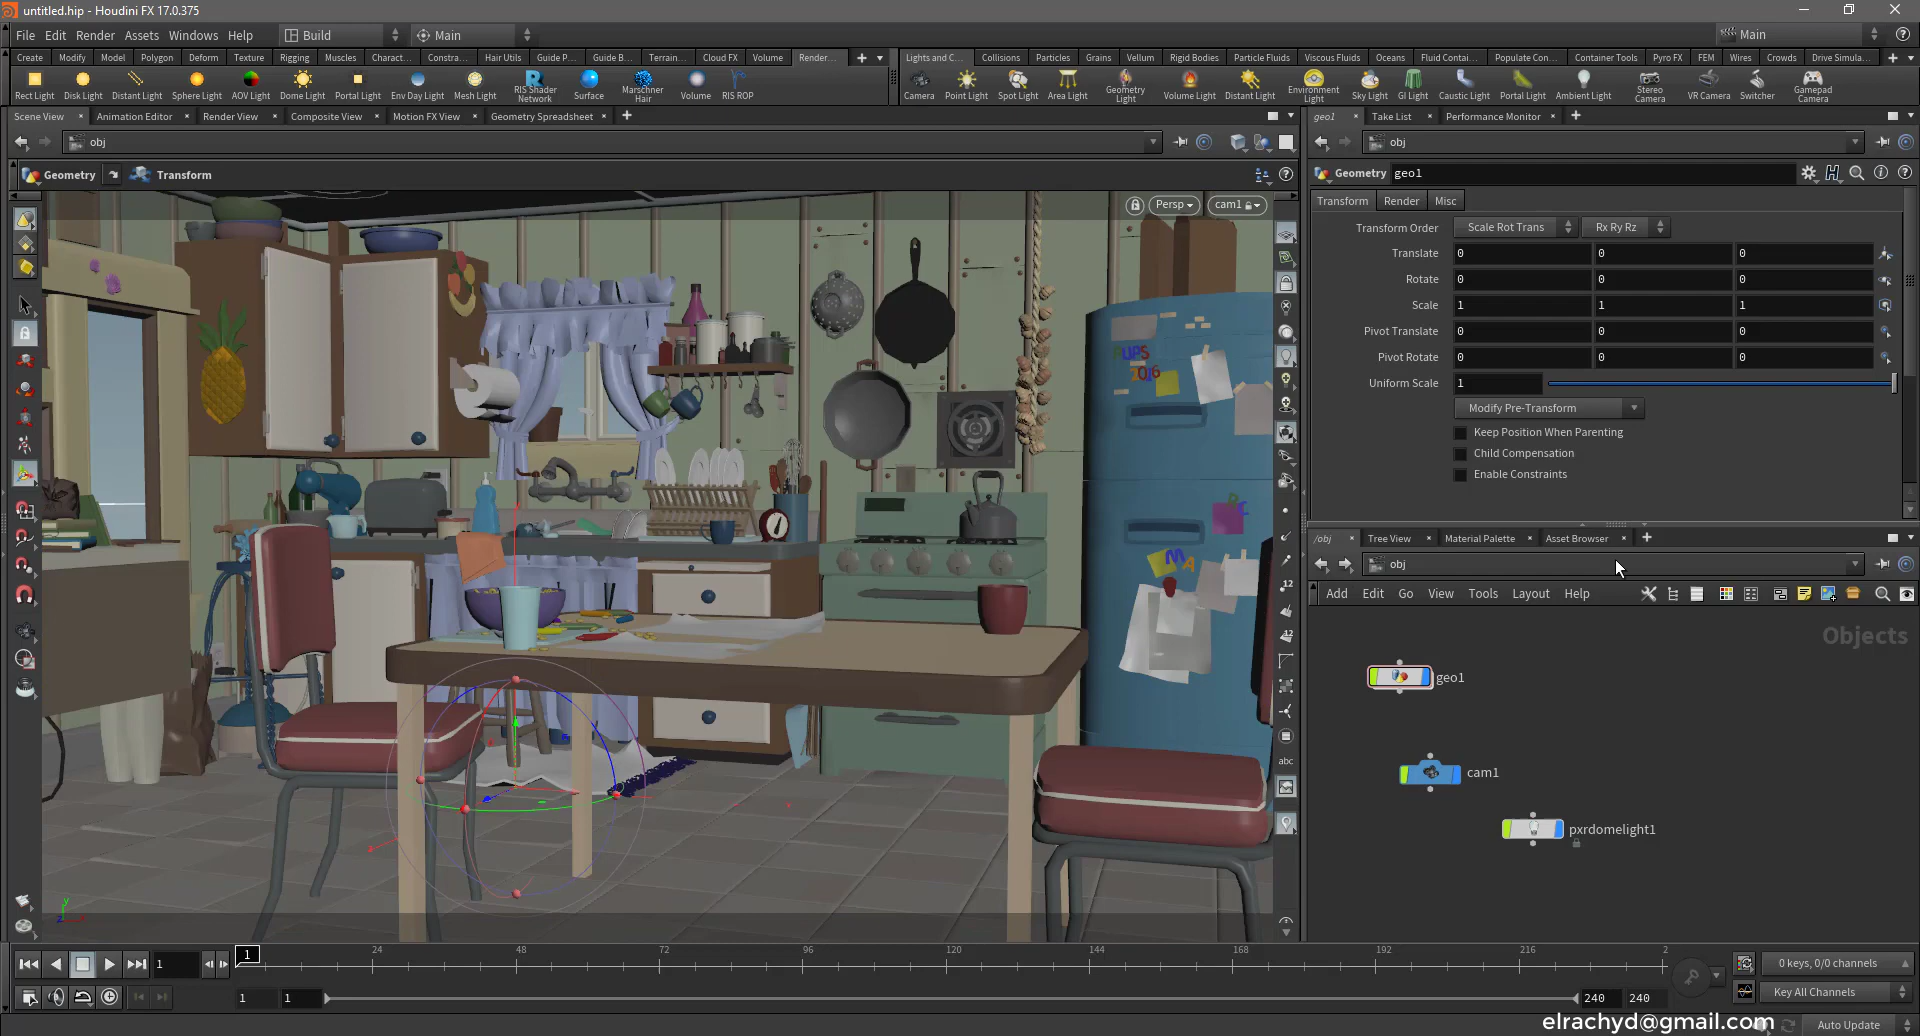 untitled.hip - Houdini FX 17.0.375
File Edit Render Assets Windows Help Build Main Main
Create Modify Model Polygon Deform Texture Rigging Muscles Charact... Constra... Hair Utils Guide P... Guide B... Terrain... Cloud FX Volume Render...
Lights and C... Collisions Particles Grains Vellum Rigid Bodies Particle Fluids Viscous Fluids Oceans Fluid Contai... Populate Con... Container Tools Pyro FX FEM Wires Crowds Drive Simula...
Rect Light Disk Light Distant Light Sphere Light AOV Light Dome Light Portal Light Env Day Light Mesh Light RIS Shader Network Surface Marschner Hair Volume RIS ROP
Camera Point Light Spot Light Area Light Geometry Light Volume Light Distant Light Environment Light Sky Light GI Light Caustic Light Portal Light Ambient Light Stereo Camera VR Camera Switcher Gamepad Camera
Scene View Animation Editor Render View Composite View Motion FX View Geometry Spreadsheet
geo1 Take List Performance Monitor
obj
obj
Geometry Transform
Geometry geo1
Persp cam1
Transform Render Misc
Transform Order Scale Rot Trans Rx Ry Rz
Translate 0 0 0
Rotate 0 0 0
Scale 1 1 1
Pivot Translate 0 0 0
Pivot Rotate 0 0 0
Uniform Scale 1
Modify Pre-Transform
Keep Position When Parenting
Child Compensation
Enable Constraints
PUPS
2016
MA
/obj Tree View Material Palette Asset Browser
obj
Add Edit Go View Tools Layout Help
Objects
geo1
cam1
pxrdomelight1
12
12
abc
y
z
1 1 24 48 72 96 120 144 168 192 216 2
0 keys, 0/0 channels
1 1 240 240
Key All Channels
elrachyd@gmail.com
Auto Update